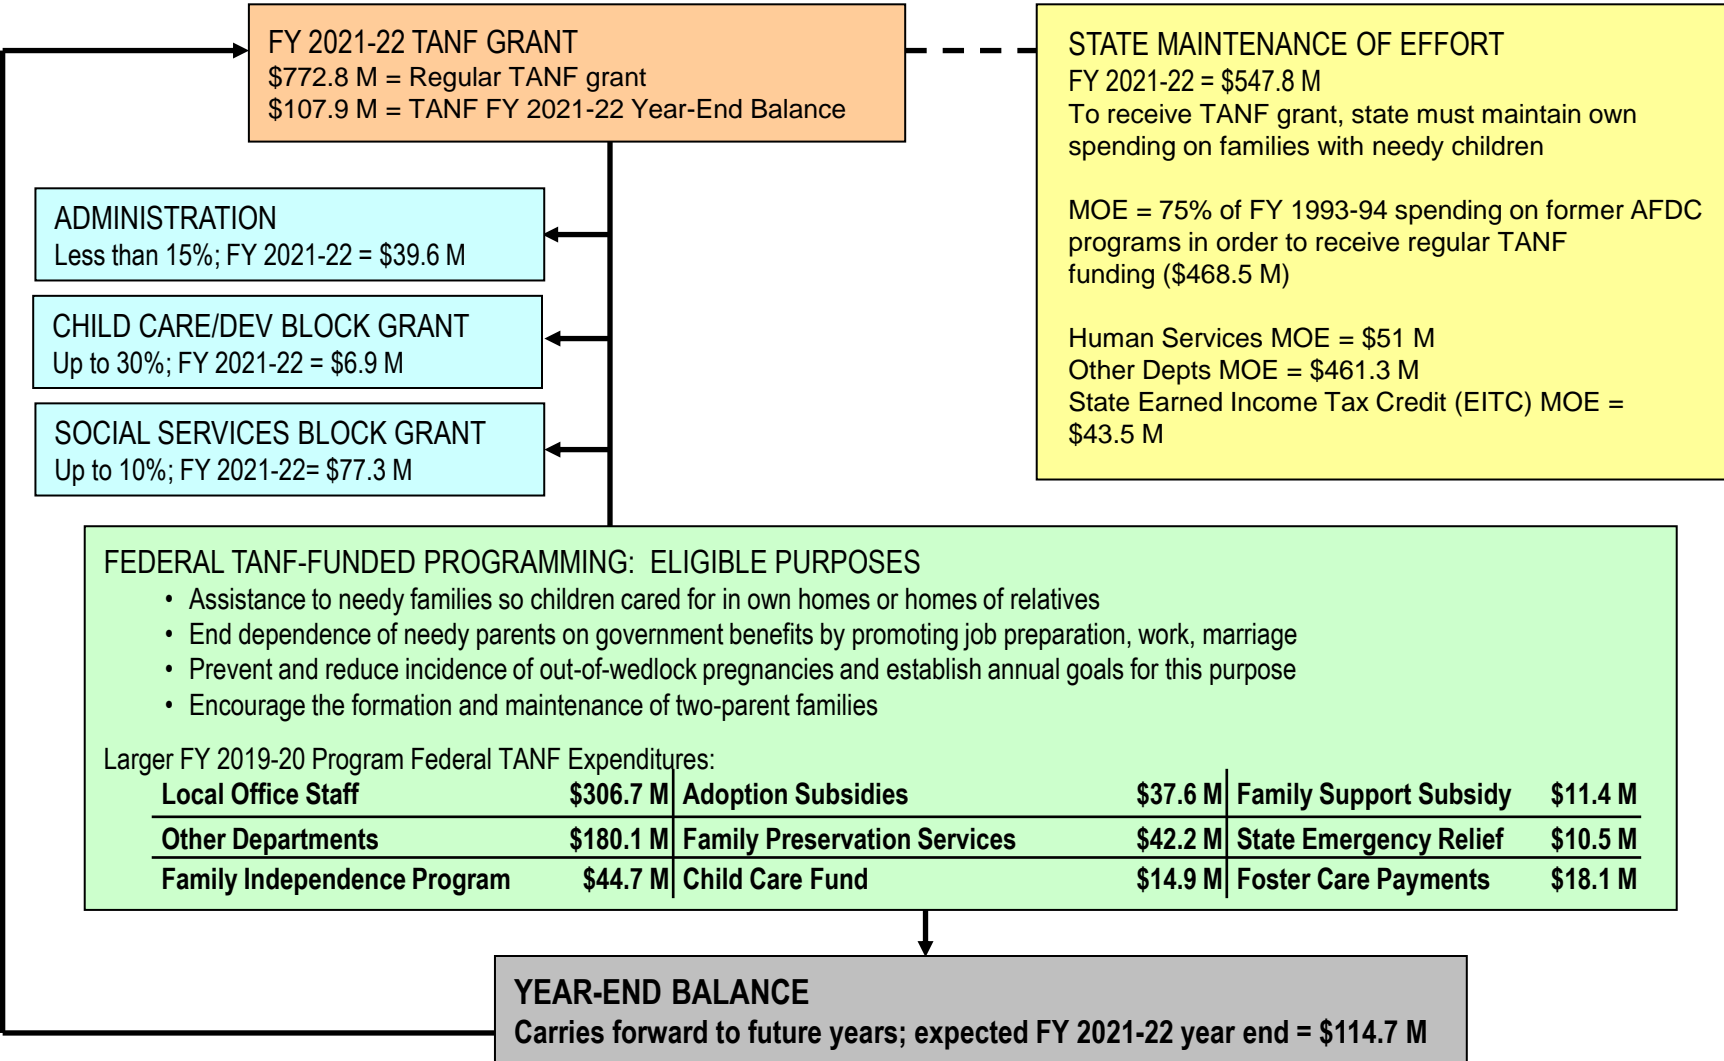 FY 2021-22 TANF GRANT
$772.8 M = Regular TANF grant
$107.9 M = TANF FY 2021-22 Year-End Balance
STATE MAINTENANCE OF EFFORT
FY 2021-22 = $547.8 M
To receive TANF grant, state must maintain own
spending on families with needy children
MOE = 75% of FY 1993-94 spending on former AFDC
programs in order to receive regular TANF
funding ($468.5 M)
Human Services MOE = $51 M
Other Depts MOE = $461.3 M
State Earned Income Tax Credit (EITC) MOE =
$43.5 M
ADMINISTRATION
Less than 15%; FY 2021-22 = $39.6 M
CHILD CARE/DEV BLOCK GRANT
Up to 30%; FY 2021-22 = $6.9 M
SOCIAL SERVICES BLOCK GRANT
Up to 10%; FY 2021-22= $77.3 M
FEDERAL TANF-FUNDED PROGRAMMING: ELIGIBLE PURPOSES
• Assistance to needy families so children cared for in own homes or homes of relatives
• End dependence of needy parents on government benefits by promoting job preparation, work, marriage
• Prevent and reduce incidence of out-of-wedlock pregnancies and establish annual goals for this purpose
• Encourage the formation and maintenance of two-parent families
Larger FY 2019-20 Program Federal TANF Expenditures:
Local Office Staff $306.7 M Adoption Subsidies $37.6 M Family Support Subsidy $11.4 M
Other Departments $180.1 M Family Preservation Services $42.2 M State Emergency Relief $10.5 M
Family Independence Program $44.7 M Child Care Fund $14.9 M Foster Care Payments $18.1 M
YEAR-END BALANCE
Carries forward to future years; expected FY 2021-22 year end = $114.7 M